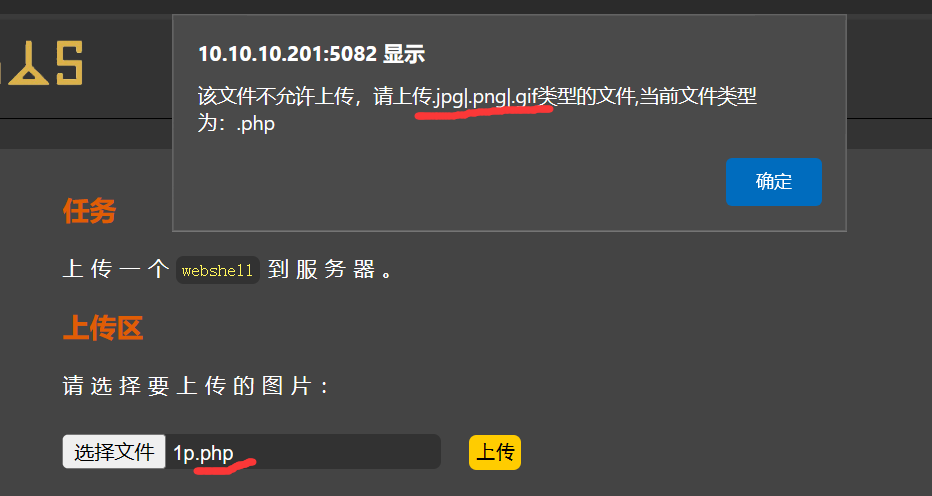 10.10.10.201:5082 显示
该文件不允许上传，请上传.jpg|.png|.gif类型的文件,当前文件类型
为：.php
确定
任务
上传一个 webshell 到服务器。
上传区
请选择要上传的图片：
选择文件 1p.php 上传